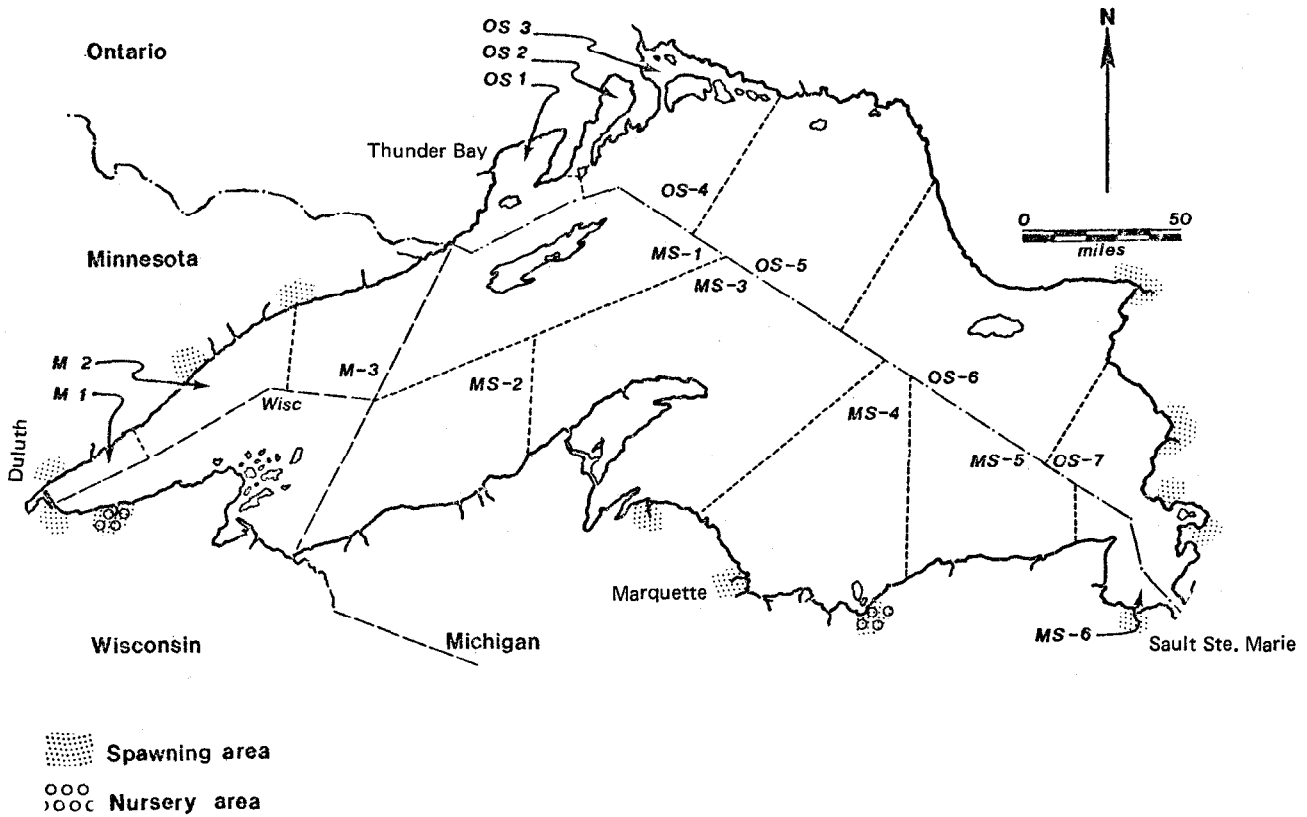 N
OS 3
Ontario
OS 2
OS 1
Thunder Bay
OS-4
0 50
miles
MS-1
Minnesota
OS-5
MS-3
M 2
M-3
MS-2
OS-6
M 1
Wisc
MS-4
Duluth
MS-5
OS-7
Marquette
MS-6
Wisconsin
Michigan
Sault Ste. Marie
Spawning area
Nursery area